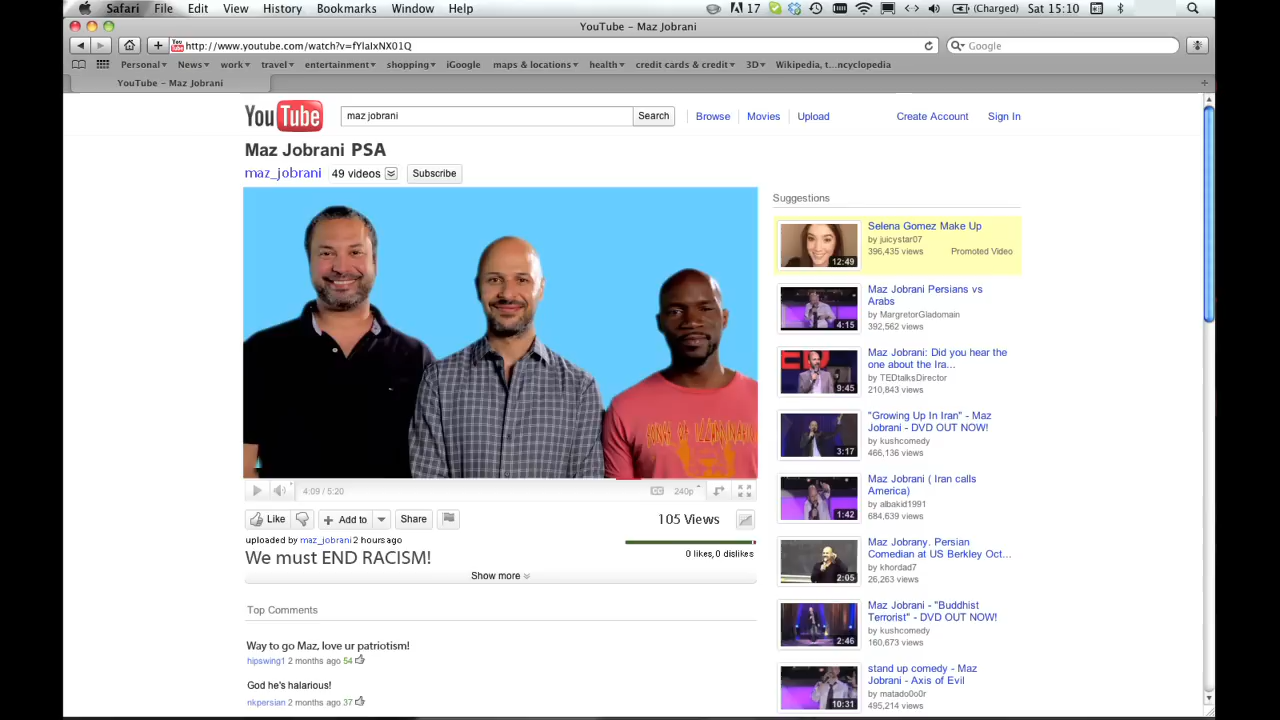 Safari File Edit View History Bookmarks Window Help 17 (Charged) Sat 15:10
YouTube – Maz Jobrani
http://www.youtube.com/watch?v=fYIaIxNX01Q
Google
Personal News work travel entertainment shopping iGoogle maps & locations health credit cards & credit 3D Wikipedia, t...ncyclopedia
YouTube – Maz Jobrani
YouTube
maz jobrani
Search
Browse Movies Upload
Create Account Sign In
Maz Jobrani PSA
maz_jobrani 49 videos Subscribe
4:09 / 5:20
CC 240p
Like Add to Share
105 Views
uploaded by maz_jobrani 2 hours ago
0 likes, 0 dislikes
We must END RACISM!
Show more
Top Comments
Way to go Maz, love ur patriotism!
hipswing1 2 months ago 54
God he's halarious!
nkpersian 2 months ago 37
Suggestions
Selena Gomez Make Up
by juicystar07
396,435 views Promoted Video
12:49
Maz Jobrani Persians vs
Arabs
by MargretorGladomain
392,562 views
4:15
Maz Jobrani: Did you hear the
one about the Ira...
by TEDtalksDirector
210,843 views
9:45
"Growing Up In Iran" - Maz
Jobrani - DVD OUT NOW!
by kushcomedy
466,136 views
3:17
Maz Jobrani ( Iran calls
America)
by albakid1991
684,639 views
1:42
Maz Jobrany. Persian
Comedian at US Berkley Oct...
by khordad7
26,263 views
2:05
Maz Jobrani - "Buddhist
Terrorist" - DVD OUT NOW!
by kushcomedy
160,673 views
2:46
stand up comedy - Maz
Jobrani - Axis of Evil
by matado0o0r
495,214 views
10:31